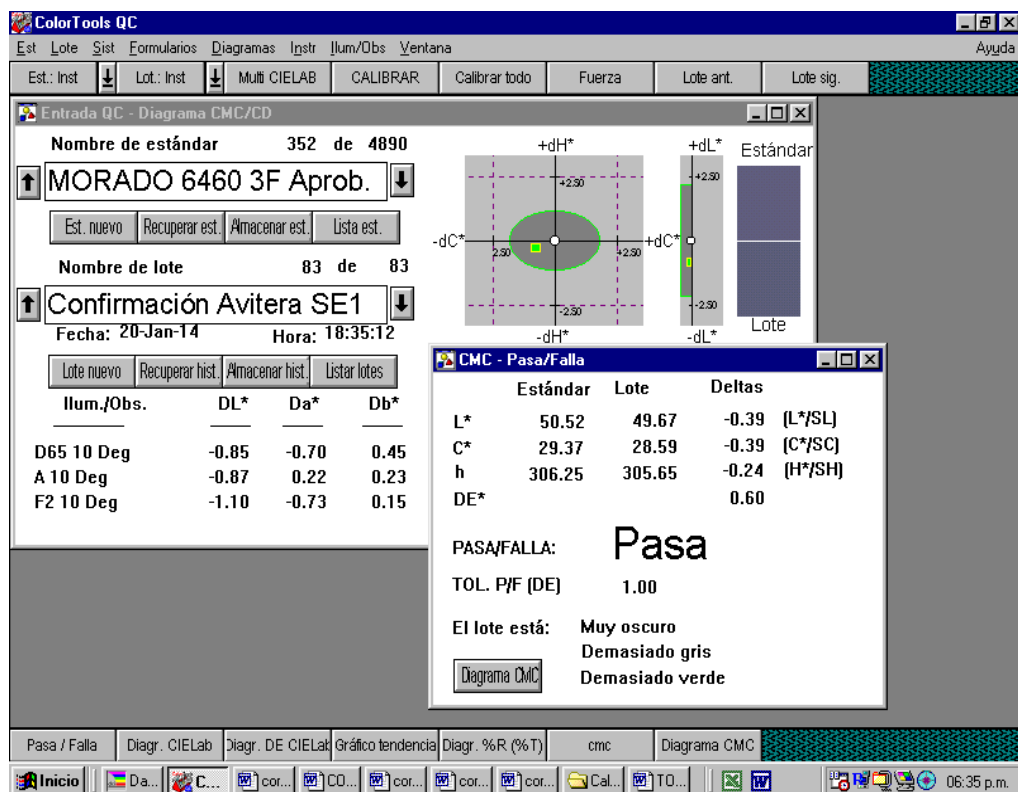 ColorTools QC
Est Lote Sist Formularios Diagramas Instr Ilum/Obs Ventana Ayuda
Est.: Inst Lot.: Inst Multi CIELAB CALIBRAR Calibrar todo Fuerza Lote ant. Lote sig.
Entrada QC - Diagrama CMC/CD
Nombre de estándar 352 de 4890
MORADO 6460 3F Aprob.
Est. nuevo Recuperar est. Almacenar est. Lista est.
Nombre de lote 83 de 83
Confirmación Avitera SE1
Fecha: 20-Jan-14 Hora: 18:35:12
Lote nuevo Recuperar hist. Almacenar hist. Listar lotes
Ilum./Obs. DL* Da* Db*
D65 10 Deg -0.85 -0.70 0.45
A 10 Deg -0.87 0.22 0.23
F2 10 Deg -1.10 -0.73 0.15
+dH* +dL* Estándar
+2.50 +2.50
-dC* 2.50 +2.50 +dC*
-2.50 -2.50
-dH* -dL* Lote
CMC - Pasa/Falla
Estándar Lote Deltas
L* 50.52 49.67 -0.39 (L*/SL)
C* 29.37 28.59 -0.39 (C*/SC)
h 306.25 305.65 -0.24 (H*/SH)
DE* 0.60
PASA/FALLA: Pasa
TOL. P/F (DE) 1.00
El lote está: Muy oscuro
Demasiado gris
Demasiado verde
Diagrama CMC
Pasa / Falla Diagr. CIELab Diagr. DE CIELab Gráfico tendencia Diagr. %R (%T) cmc Diagrama CMC
Inicio Da... C... cor... CO... cor... cor... cor... Cal... TO... 06:35 p.m.